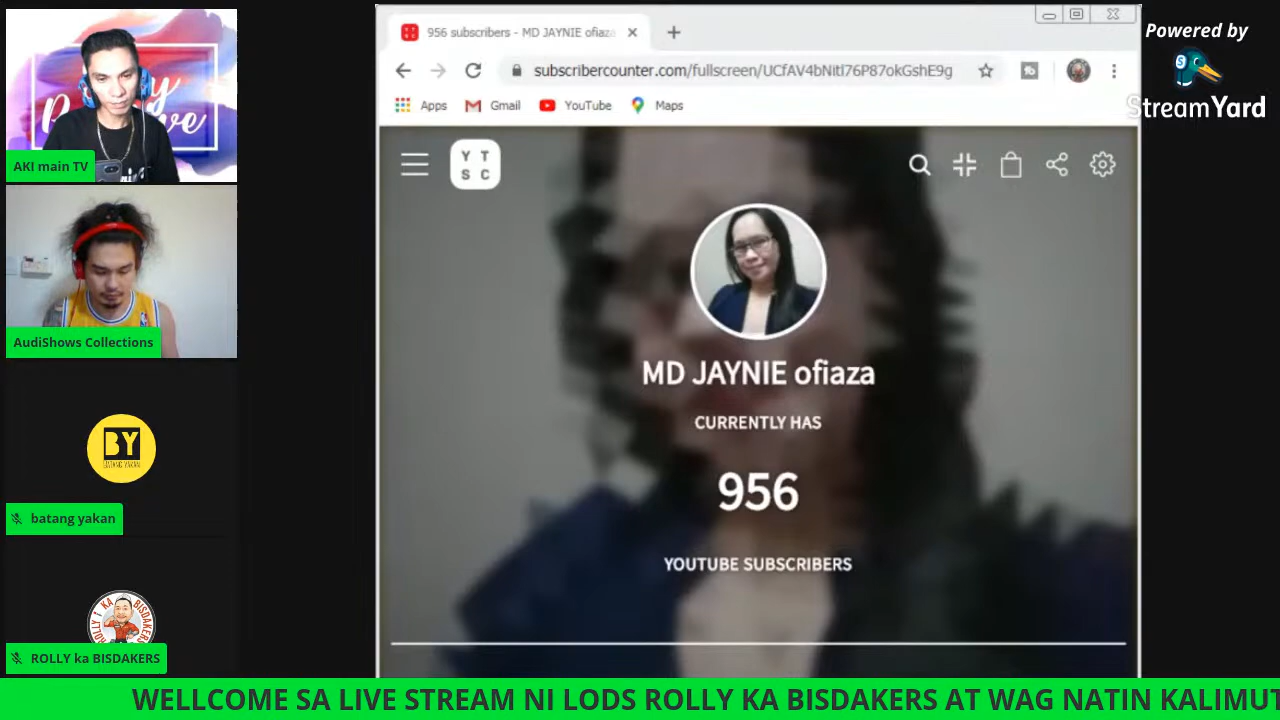 AKI main TV
AudiShows Collections
BY
batang yakan
ROLLY ka BISDAKERS
956 subscribers - MD JAYNIE ofiaza
subscribercounter.com/fullscreen/UCfAV4bNitl76P87okGshE9g
Apps Gmail YouTube Maps
Y T
S C
MD JAYNIE ofiaza
CURRENTLY HAS
956
YOUTUBE SUBSCRIBERS
Powered by
StreamYard
WELLCOME SA LIVE STREAM NI LODS ROLLY KA BISDAKERS AT WAG NATIN KALIMUT